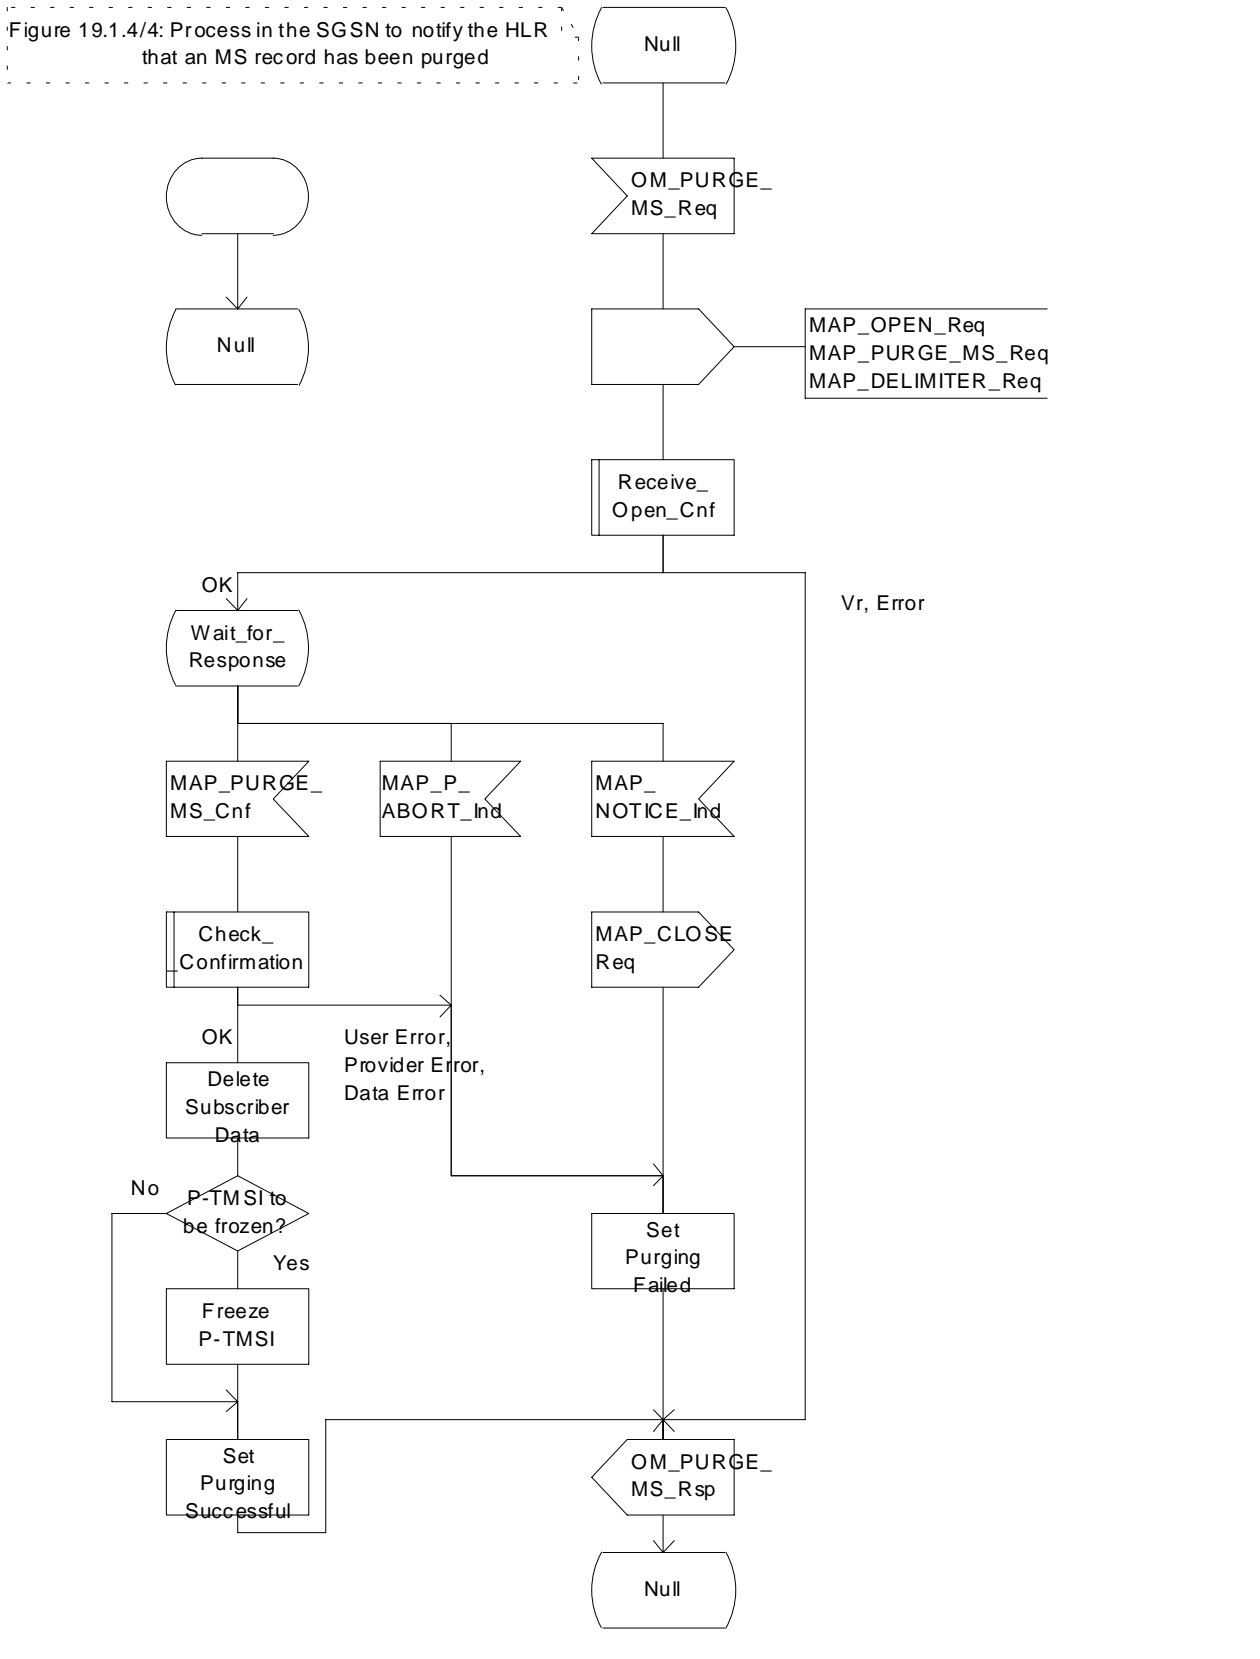 Figure 19.1.4/4: Process in the SGSN to notify the HLR
that an MS record has been purged
Null
OM_PURGE_
MS_Req
Null
MAP_OPEN_Req
MAP_PURGE_MS_Req
MAP_DELIMITER_Req
Receive_
Open_Cnf
OK
Vr, Error
Wait_for_
Response
MAP_PURGE_
MS_Cnf
MAP_P_
ABORT_Ind
MAP_
NOTICE_Ind
Check_
_Confirmation
MAP_CLOSE
Req
OK
User Error,
Provider Error,
Data Error
Delete
Subscriber
Data
No
P-TMSI to
be frozen?
Yes
Set
Purging
Failed
Freeze
P-TMSI
Set
Purging
Successful
OM_PURGE_
MS_Rsp
Null